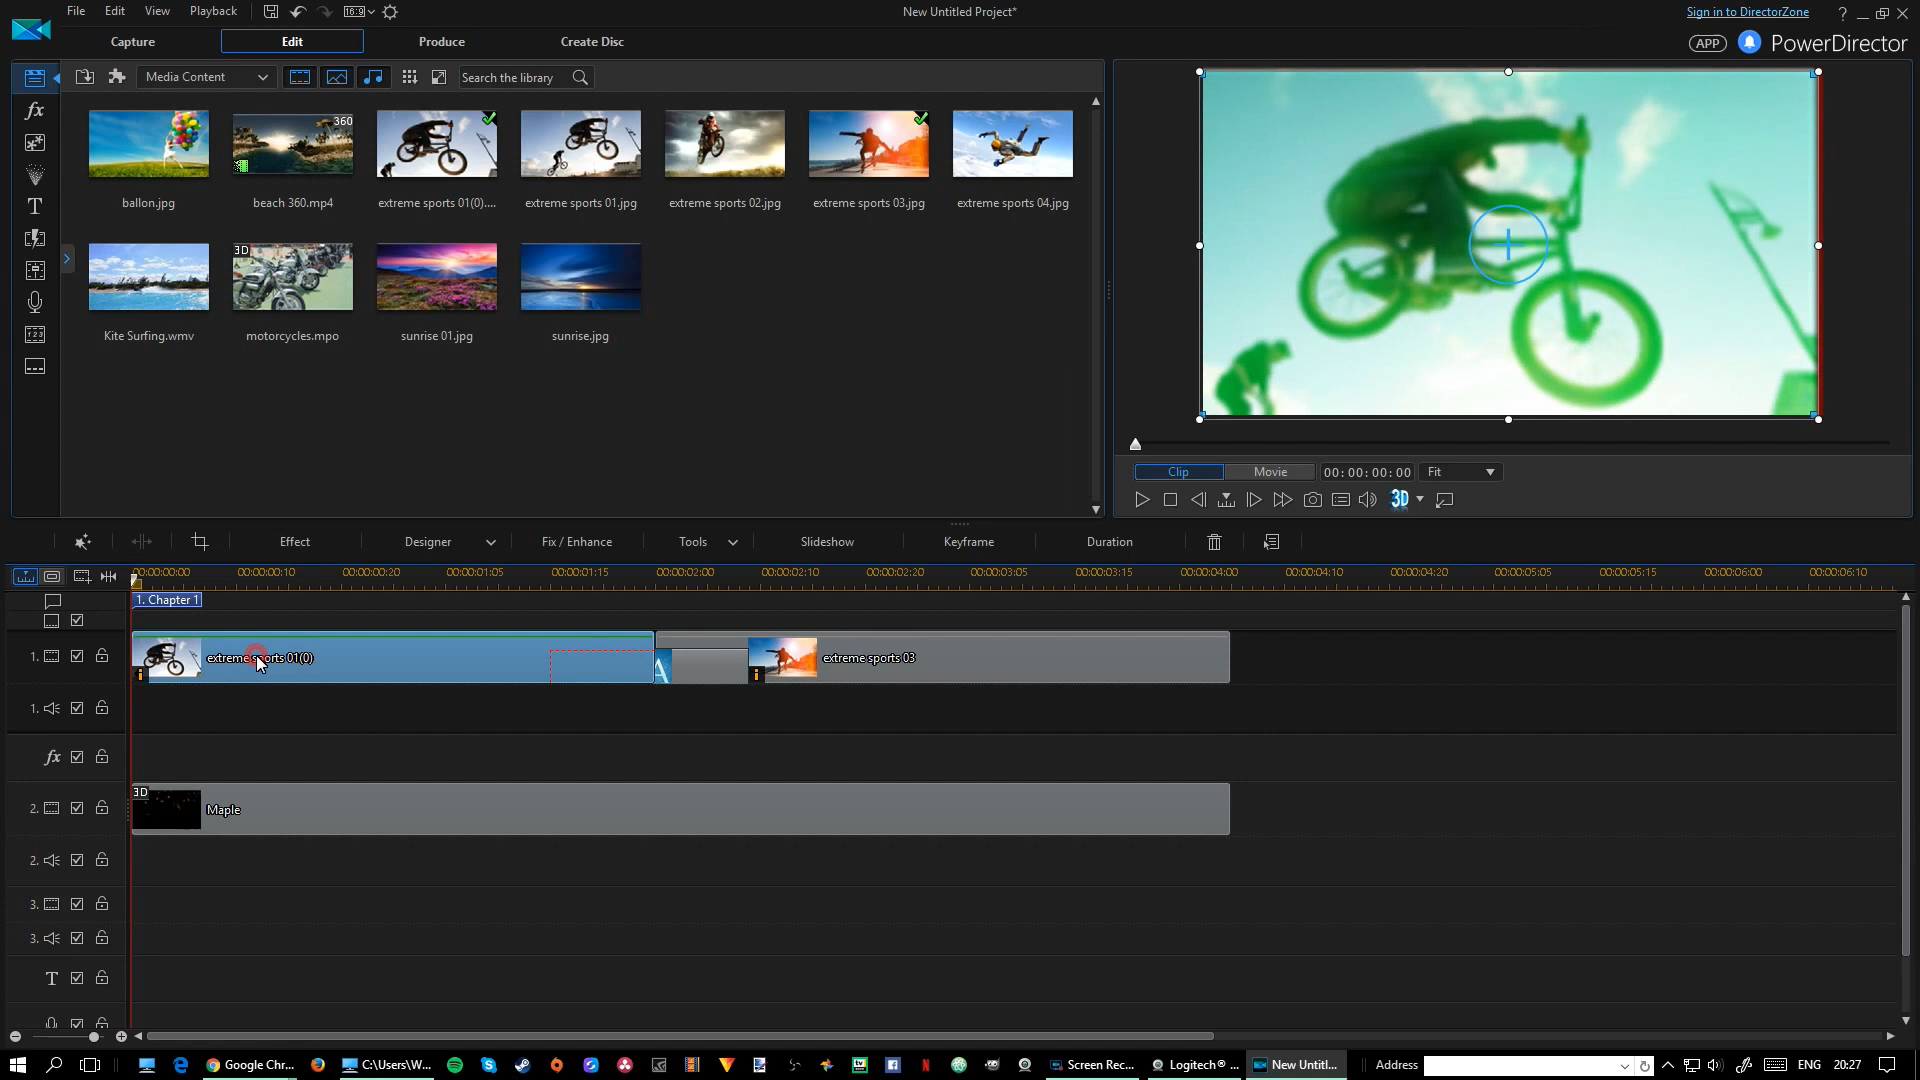 File Edit View Playback 16:9 New Untitled Project* Sign in to DirectorZone ?
Capture Edit Produce Create Disc APP PowerDirector
Media Content Search the library
360
ballon.jpg beach 360.mp4 extreme sports 01(0).... extreme sports 01.jpg extreme sports 02.jpg extreme sports 03.jpg extreme sports 04.jpg
3D
Kite Surfing.wmv motorcycles.mpo sunrise 01.jpg sunrise.jpg
Clip Movie 00:00:00:00 Fit
3D
Effect Designer Fix / Enhance Tools Slideshow Keyframe Duration
00:00:00:00 00:00:00:10 00:00:00:20 00:00:01:05 00:00:01:15 00:00:02:00 00:00:02:10 00:00:02:20 00:00:03:05 00:00:03:15 00:00:04:00 00:00:04:10 00:00:04:20 00:00:05:05 00:00:05:15 00:00:06:00 00:00:06:10
1. Chapter 1
1. extreme sports 01(0) A extreme sports 03
1.
fx
3D
2. Maple
2.
3.
3.
T
Google Chr... C:\Users\W... Screen Rec... Logitech® ... New Untitl... Address ENG 20:27